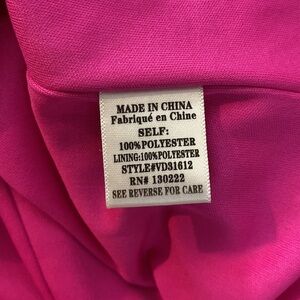 MADE IN CHINA
Fabriqué en Chine
SELF:
100%POLYESTER
LINING:100%POLYESTER
STYLE#VD31612
RN# 130222
SEE REVERSE FOR CARE